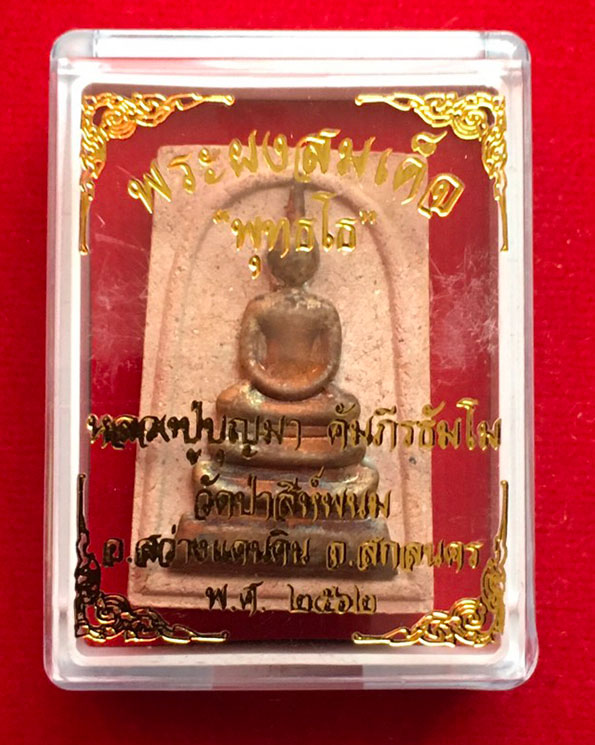 พระผงสมเด็จ
"พุทธโธ"
หลวงปู่บุญมา คัมภีรธัมโม
วัดป่าสีห์พนม
อ.สว่างแดนดิน จ.สกลนคร
พ.ศ. ๒๕๖๒